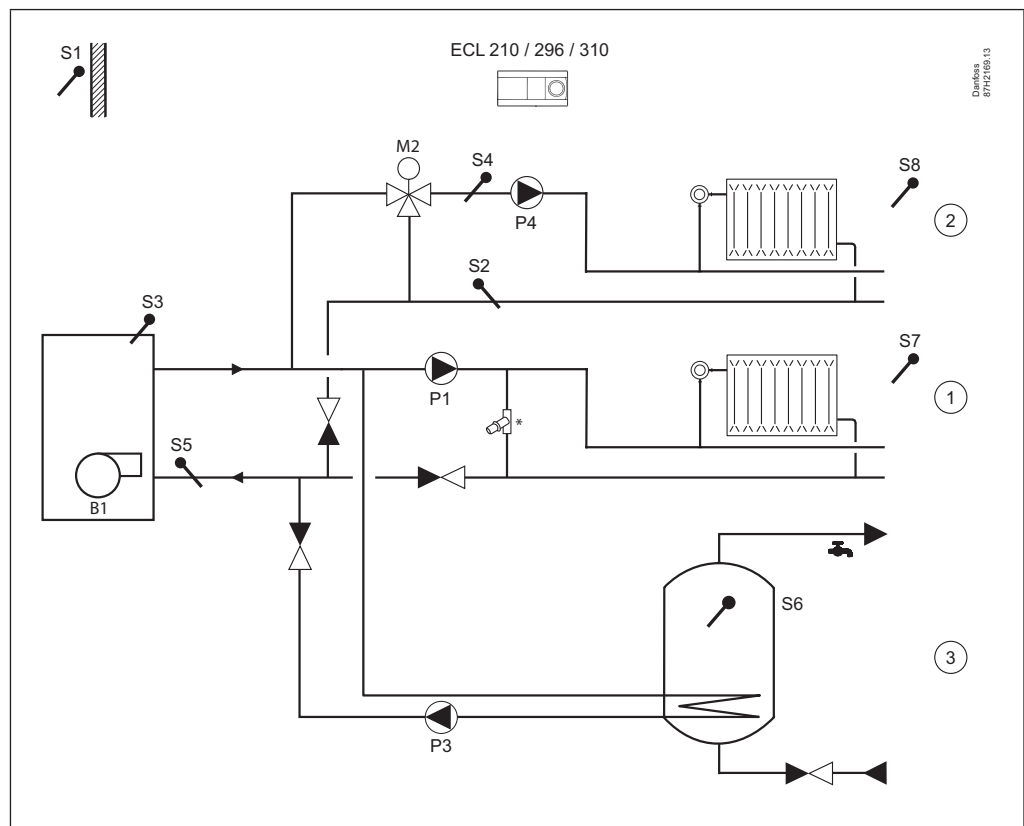 S1
ECL 210 / 296 / 310
Danfoss
87H2169.13
M2
S4
P4
S8
2
S2
S3
P1
S7
1
*
S5
B1
S6
3
P3